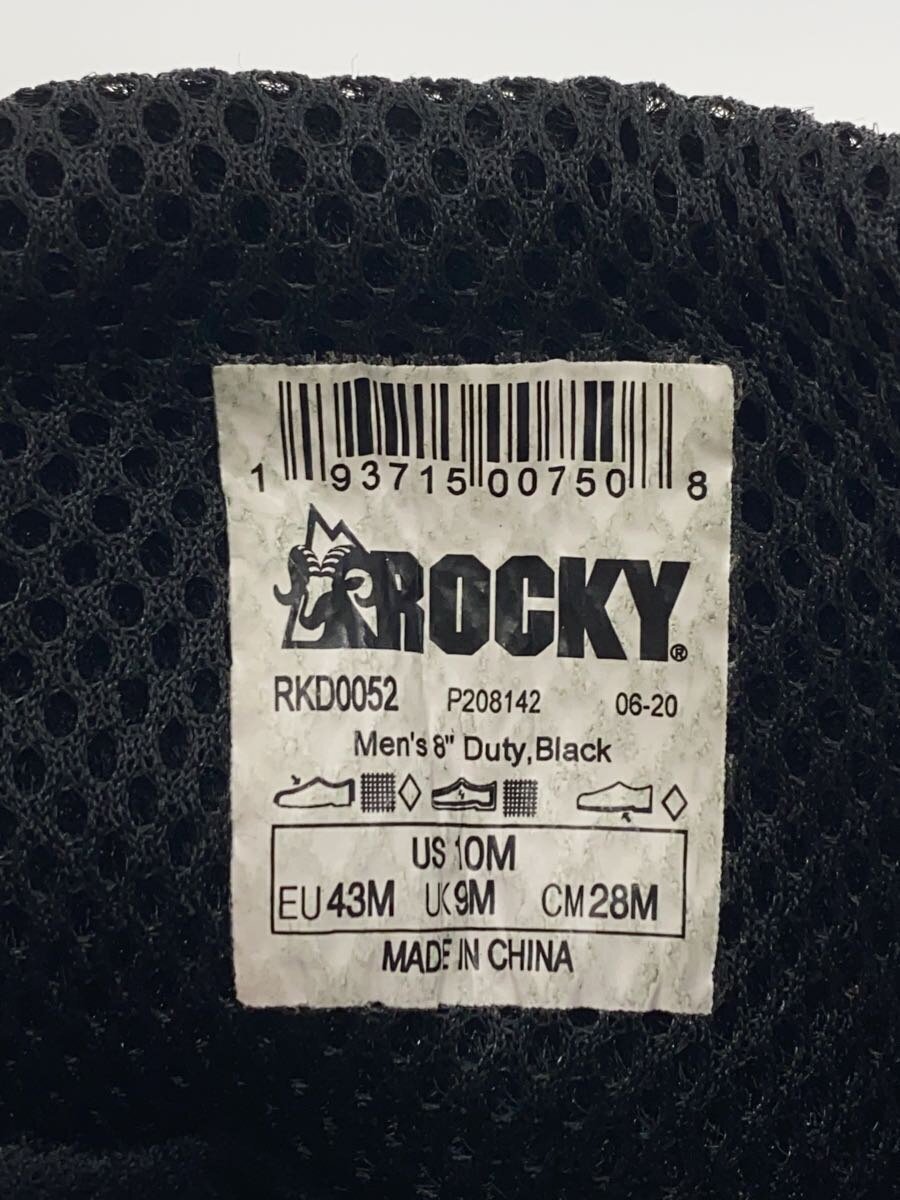 1 93715 00750 8
ROCKY®
RKD0052 P208142 06-20
Men's 8" Duty,Black
US 10M
EU 43M UK 9M CM 28M
MADE IN CHINA